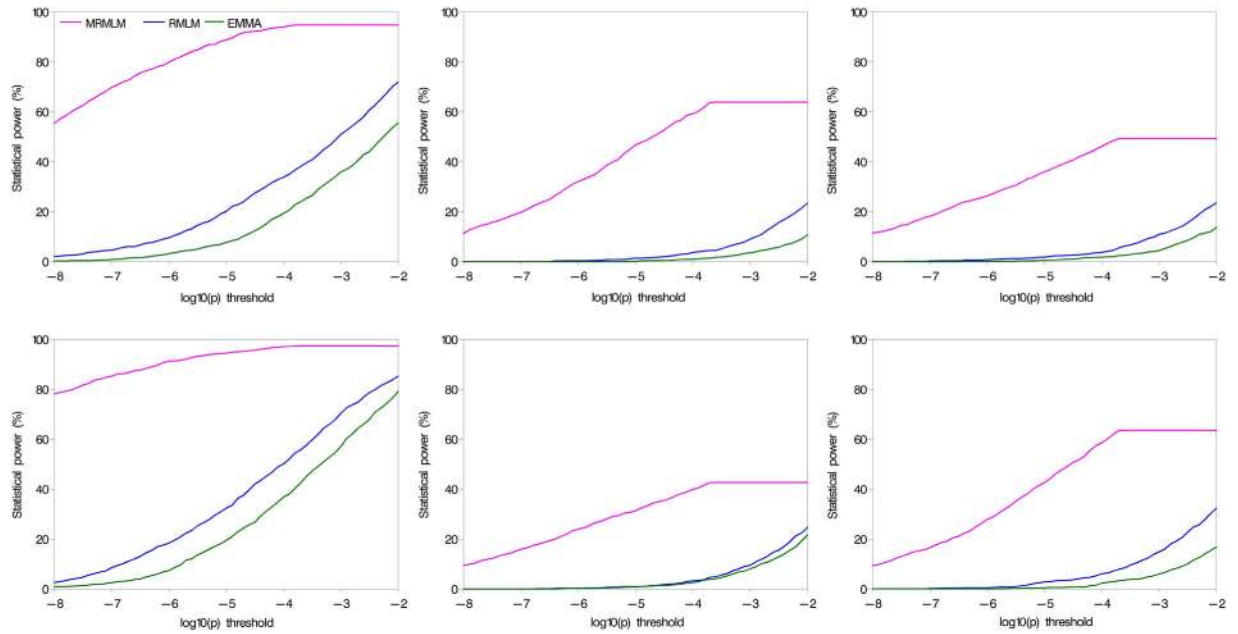 MRMLM RMLM EMMA
100 100 100
80 80 80
60 60 60
40 40 40
20 20 20
0 0 0
Statistical power (%) Statistical power (%) Statistical power (%)
−8 −7 −6 −5 −4 −3 −2 −8 −7 −6 −5 −4 −3 −2 −8 −7 −6 −5 −4 −3 −2
log10(p) threshold log10(p) threshold log10(p) threshold
100 100 100
80 80 80
60 60 60
40 40 40
20 20 20
0 0 0
Statistical power (%) Statistical power (%) Statistical power (%)
−8 −7 −6 −5 −4 −3 −2 −8 −7 −6 −5 −4 −3 −2 −8 −7 −6 −5 −4 −3 −2
log10(p) threshold log10(p) threshold log10(p) threshold